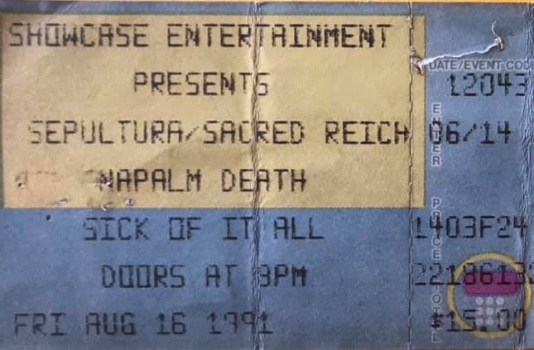 SHOWCASE ENTERTAINMENT
DATE/EVENT CODE
PRESENTS 12043
SEPULTURA/SACRED REICH 06/14
NAPALM DEATH
SICK OF IT ALL 1403F24
DOORS AT 8PM 2218613
FRI AUG 16 1991 $15.00